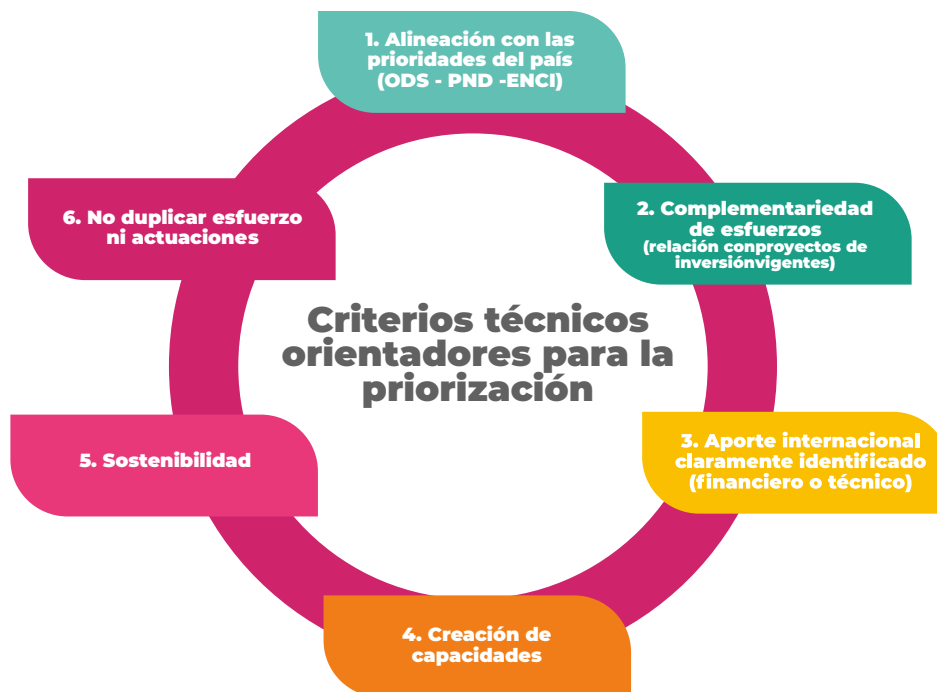 1. Alineación con las
prioridades del país
(ODS - PND -ENCI)
2. Complementariedad
de esfuerzos
(relación conproyectos de
inversiónvigentes)
3. Aporte internacional
claramente identificado
(financiero o técnico)
4. Creación de
capacidades
5. Sostenibilidad
6. No duplicar esfuerzo
ni actuaciones
Criterios técnicos
orientadores para la
priorización